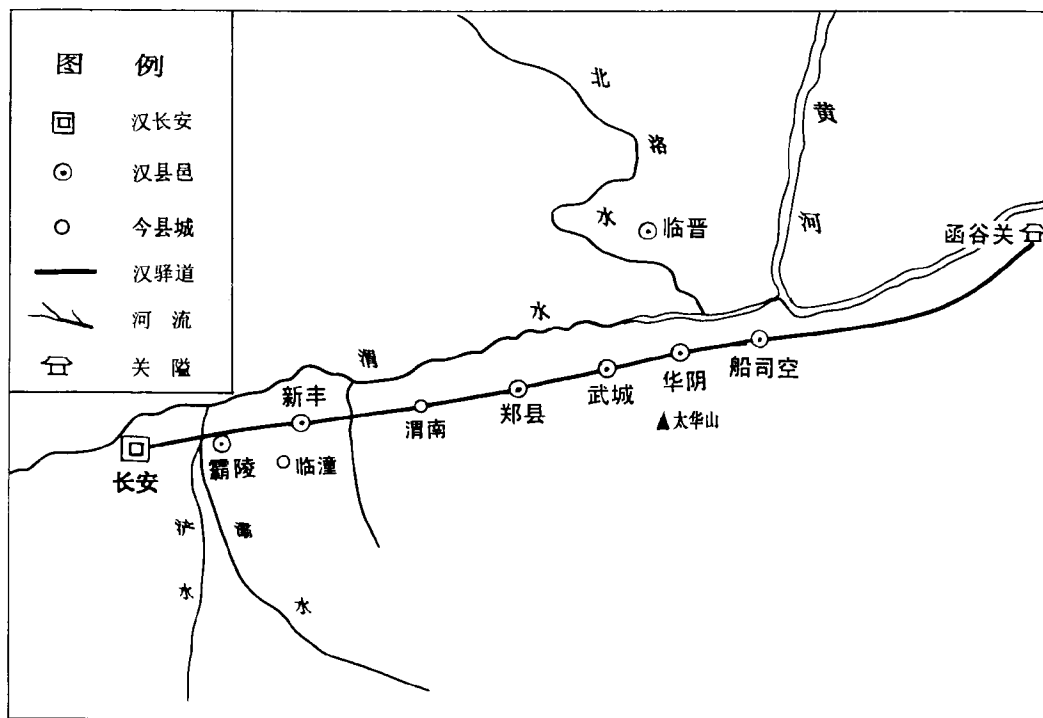 图 例
汉长安
汉县邑
今县城
汉驿道
河 流
关 隘
北
洛
水
黄
河
临晋
函谷关
渭
水
新丰
渭南
郑县
武城
华阴
船司空
太华山
长安
霸陵
临潼
浐
水
灞
水